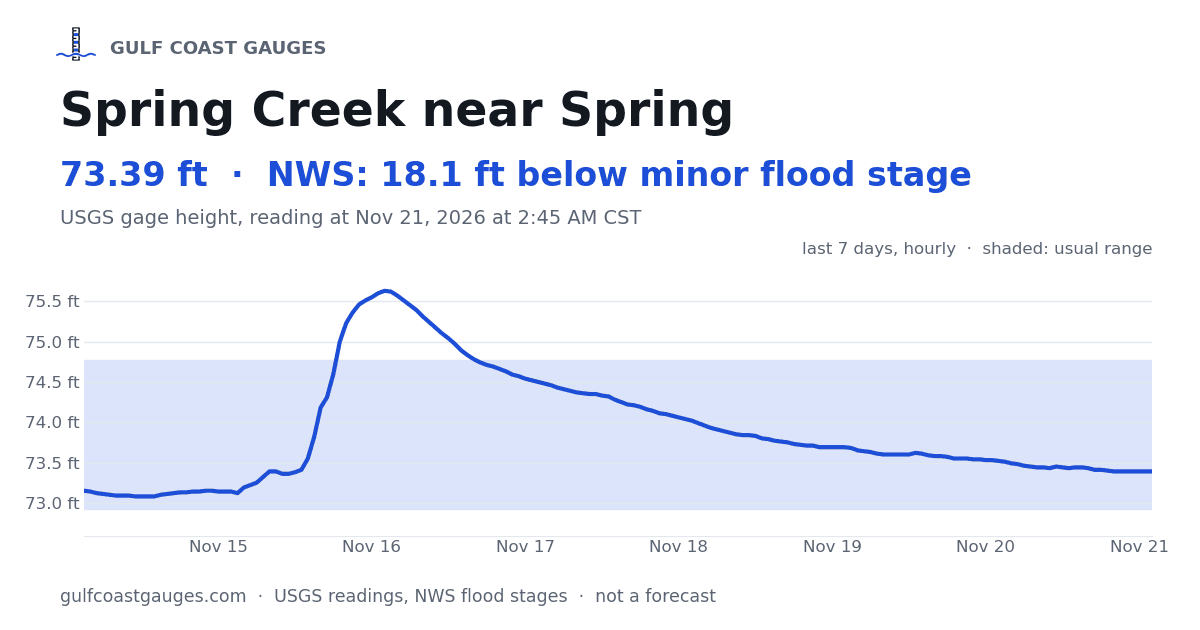 GULF COAST GAUGES
Spring Creek near Spring
73.39 ft · NWS: 18.1 ft below minor flood stage
USGS gage height, reading at Nov 21, 2026 at 2:45 AM CST
last 7 days, hourly · shaded: usual range
75.5 ft
75.0 ft
74.5 ft
74.0 ft
73.5 ft
73.0 ft
Nov 15 Nov 16 Nov 17 Nov 18 Nov 19 Nov 20 Nov 21
gulfcoastgauges.com · USGS readings, NWS flood stages · not a forecast